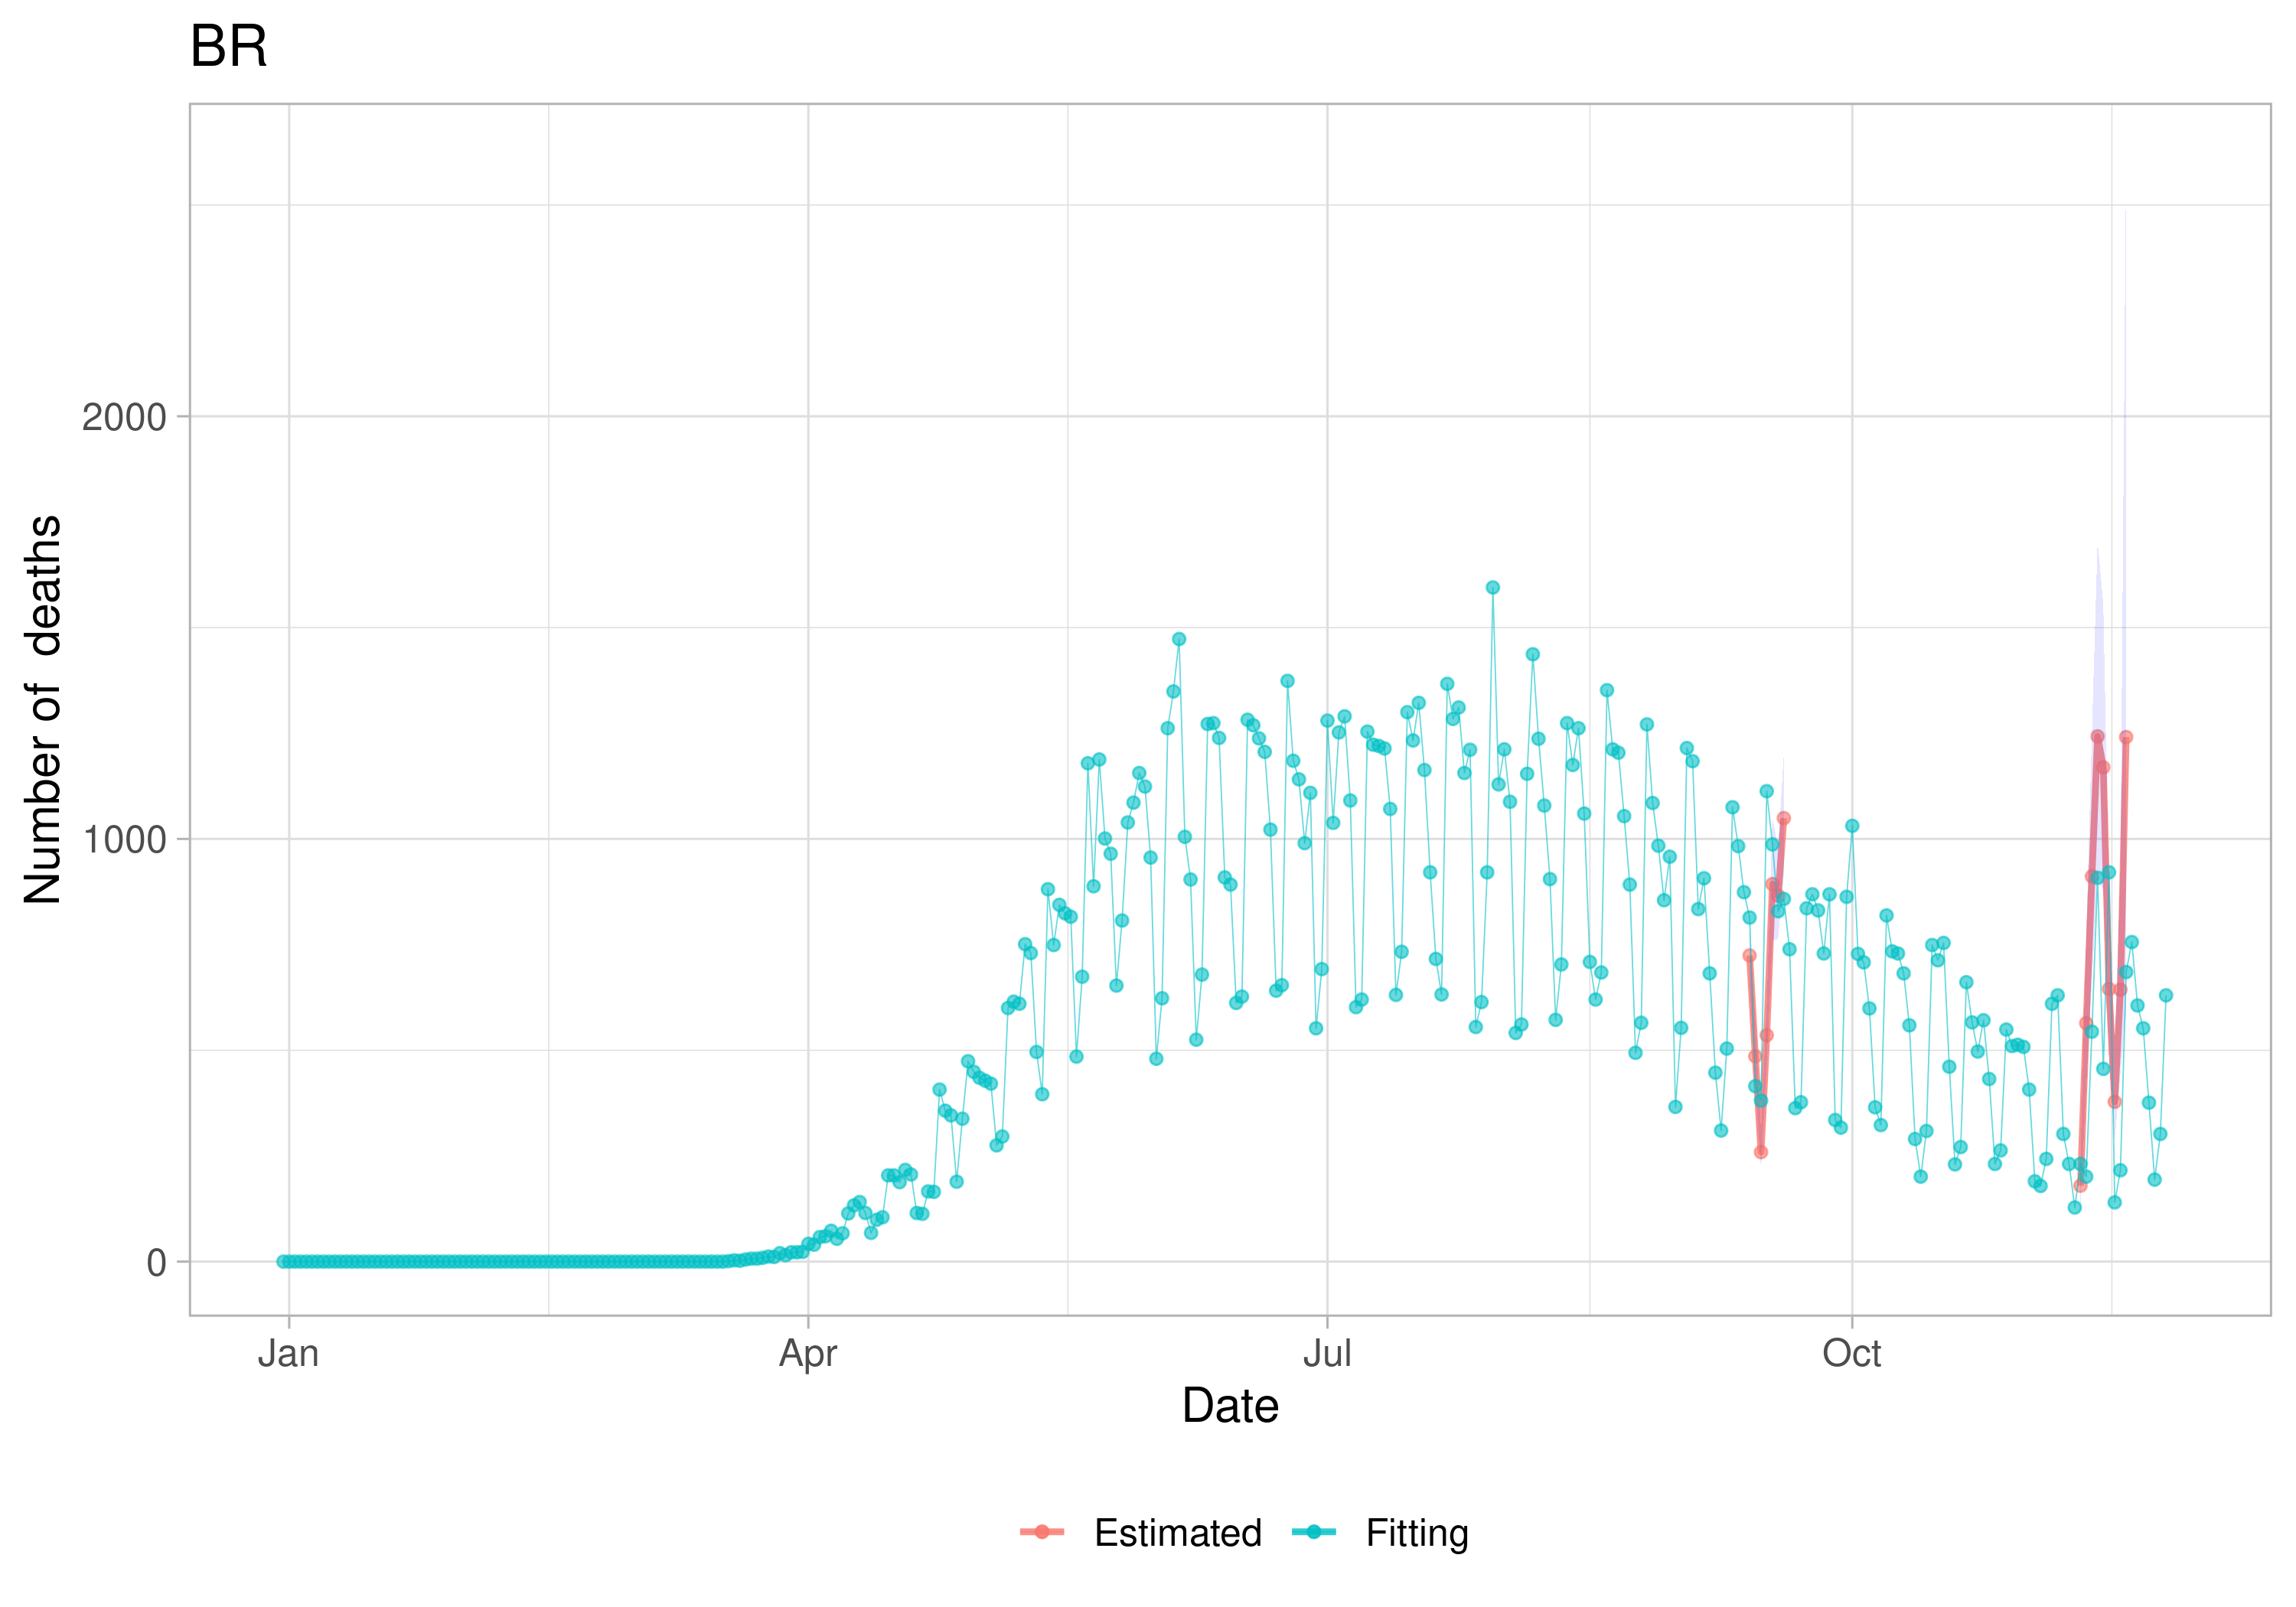 BR
Number of deaths
2000
1000
0
Jan Apr Jul Oct
Date
Estimated Fitting